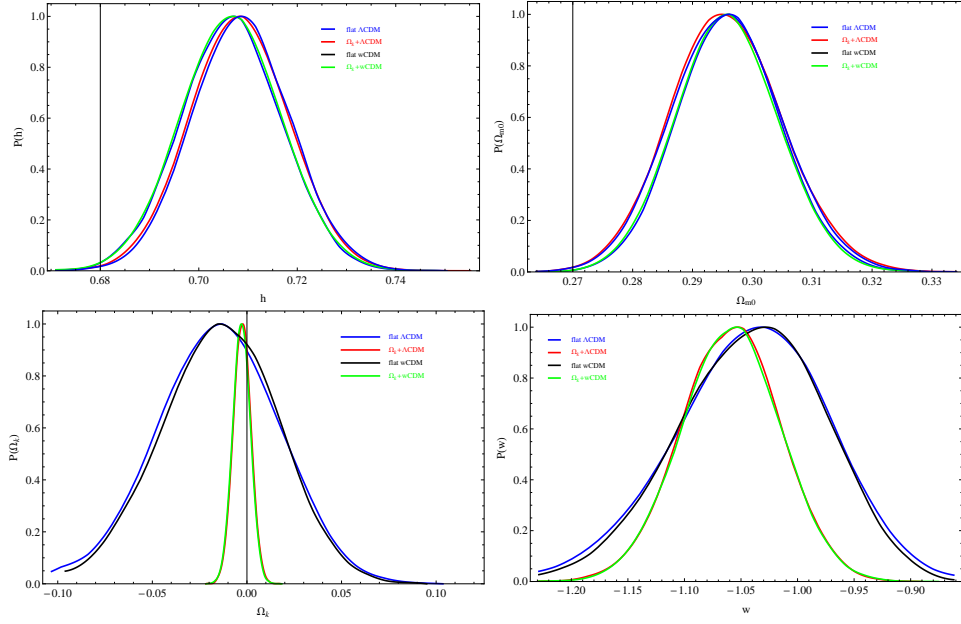 P(h)
1.0
0.8
0.6
0.4
0.2
0.0
flat ΛCDM
Ωk+ΛCDM
flat wCDM
Ωk+wCDM
0.68 0.70 0.72 0.74
h
P(Ωm0)
1.0
0.8
0.6
0.4
0.2
0.0
flat ΛCDM
Ωk+ΛCDM
flat wCDM
Ωk+wCDM
0.27 0.28 0.29 0.30 0.31 0.32 0.33
Ωm0
P(Ωk)
1.0
0.8
0.6
0.4
0.2
0.0
flat ΛCDM
Ωk+ΛCDM
flat wCDM
Ωk+wCDM
-0.10 -0.05 0.00 0.05 0.10
Ωk
P(w)
1.0
0.8
0.6
0.4
0.2
0.0
flat ΛCDM
Ωk+ΛCDM
flat wCDM
Ωk+wCDM
-1.20 -1.15 -1.10 -1.05 -1.00 -0.95 -0.90
w